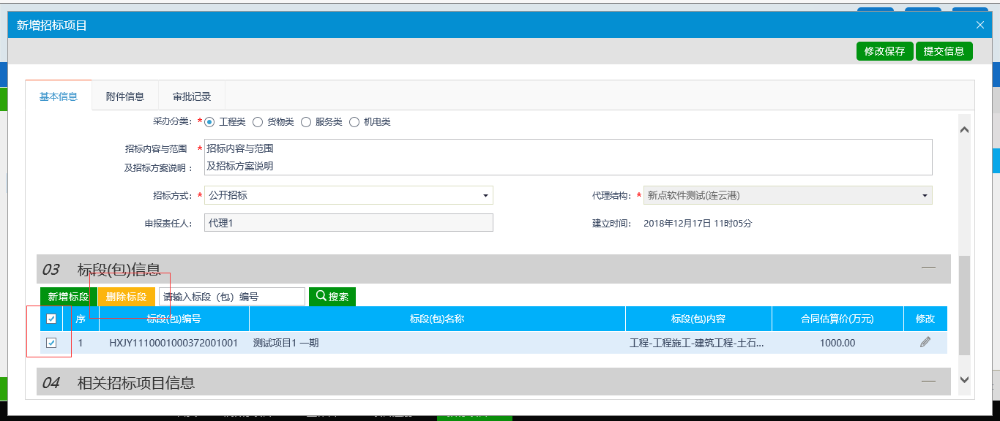 新增招标项目
修改保存 提交信息
基本信息 附件信息 审批记录
采办分类: * 工程类 货物类 服务类 机电类
招标内容与范围 * 招标内容与范围
及招标方案说明: 及招标方案说明
招标方式: * 公开招标 代理结构: * 新点软件测试(连云港)
申报责任人: 代理1 建立时间: 2018年12月17日 11时05分
03 标段(包)信息
新增标段 删除标段 请输入标段（包）编号 搜索
序 标段(包)编号 标段(包)名称 标段(包)内容 合同估算价(万元) 修改
1 HXJY1110001000372001001 测试项目1 一期 工程-工程施工-建筑工程-土石... 1000.00
04 相关招标项目信息